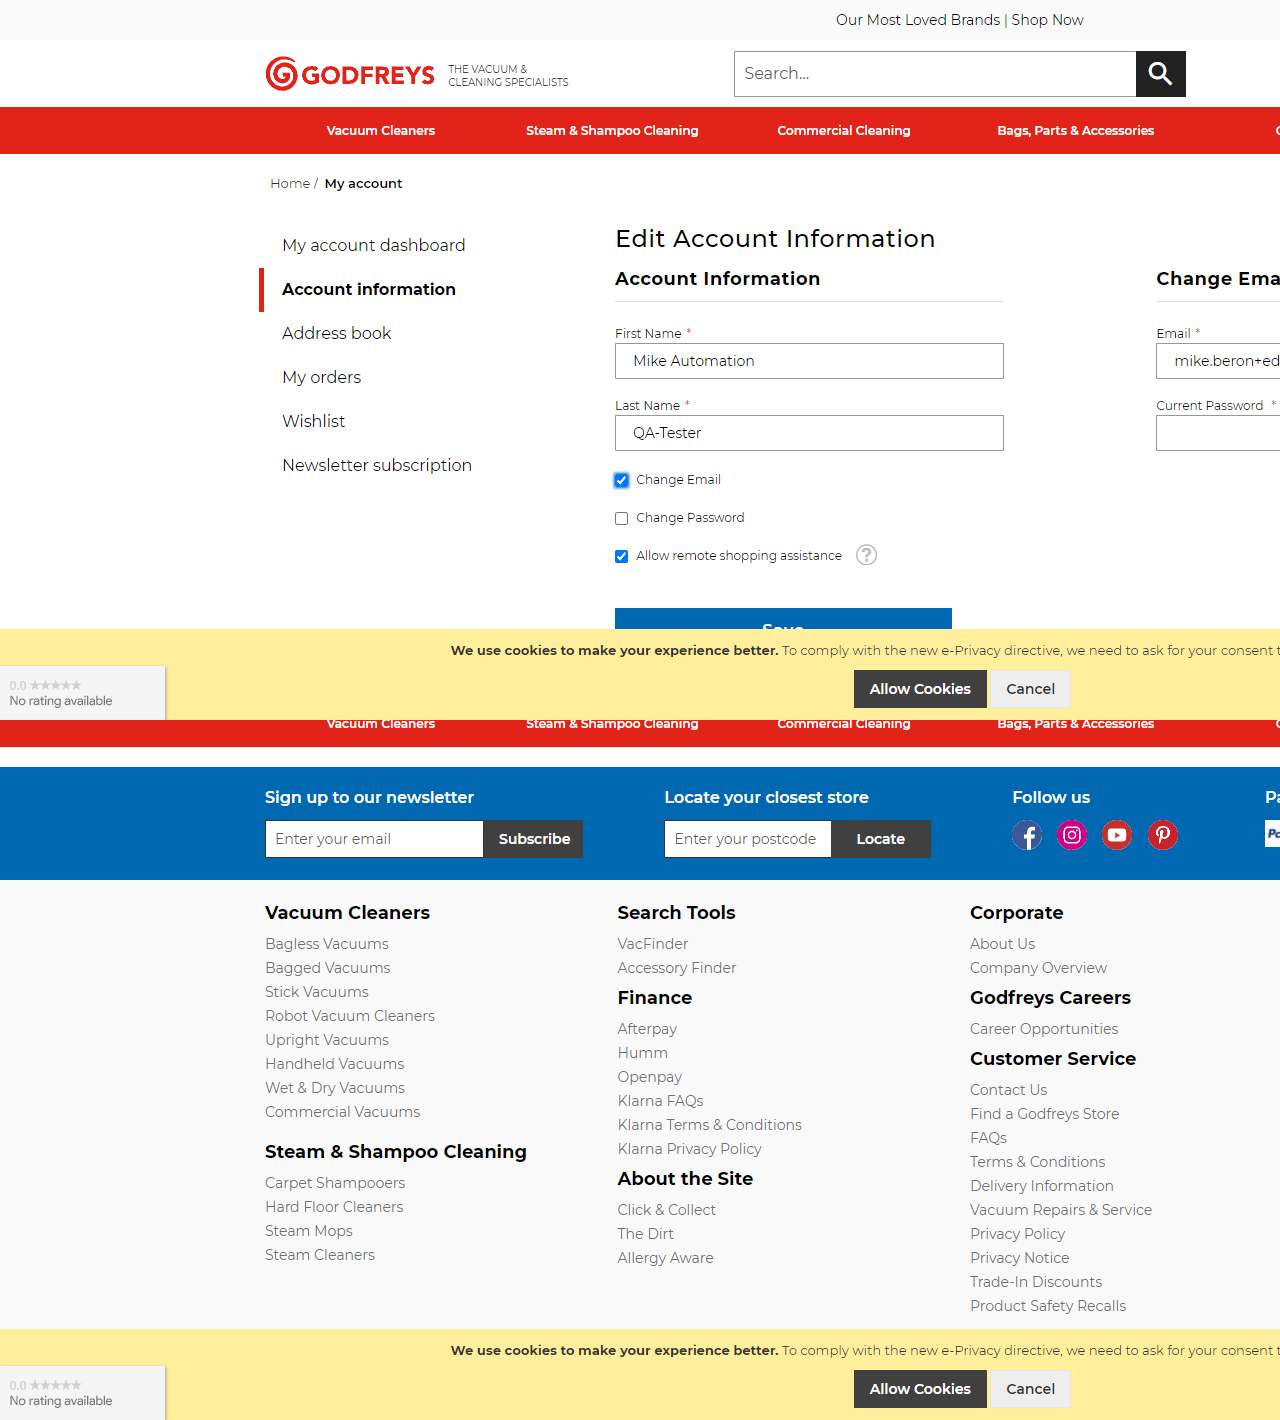 Our Most Loved Brands | Shop Now
GODFREYS
THE VACUUM &
CLEANING SPECIALISTS
Search...
Vacuum Cleaners
Steam & Shampoo Cleaning
Commercial Cleaning
Bags, Parts & Accessories
Home / My account
My account dashboard
Account information
Address book
My orders
Wishlist
Newsletter subscription
Edit Account Information
Account Information
First Name *
Mike Automation
Last Name *
QA-Tester
Change Email
Change Password
Allow remote shopping assistance
?
Change Ema
Email *
mike.beron+ed
Current Password *
Save
We use cookies to make your experience better. To comply with the new e-Privacy directive, we need to ask for your consent t
Allow Cookies
Cancel
0.0 ★★★★★
No rating available
Vacuum Cleaners
Steam & Shampoo Cleaning
Commercial Cleaning
Bags, Parts & Accessories
Sign up to our newsletter
Enter your email
Subscribe
Locate your closest store
Enter your postcode
Locate
Follow us
Pa
Vacuum Cleaners
Bagless Vacuums
Bagged Vacuums
Stick Vacuums
Robot Vacuum Cleaners
Upright Vacuums
Handheld Vacuums
Wet & Dry Vacuums
Commercial Vacuums
Steam & Shampoo Cleaning
Carpet Shampooers
Hard Floor Cleaners
Steam Mops
Steam Cleaners
Search Tools
VacFinder
Accessory Finder
Finance
Afterpay
Humm
Openpay
Klarna FAQs
Klarna Terms & Conditions
Klarna Privacy Policy
About the Site
Click & Collect
The Dirt
Allergy Aware
Corporate
About Us
Company Overview
Godfreys Careers
Career Opportunities
Customer Service
Contact Us
Find a Godfreys Store
FAQs
Terms & Conditions
Delivery Information
Vacuum Repairs & Service
Privacy Policy
Privacy Notice
Trade-In Discounts
Product Safety Recalls
We use cookies to make your experience better. To comply with the new e-Privacy directive, we need to ask for your consent t
Allow Cookies
Cancel
0.0 ★★★★★
No rating available